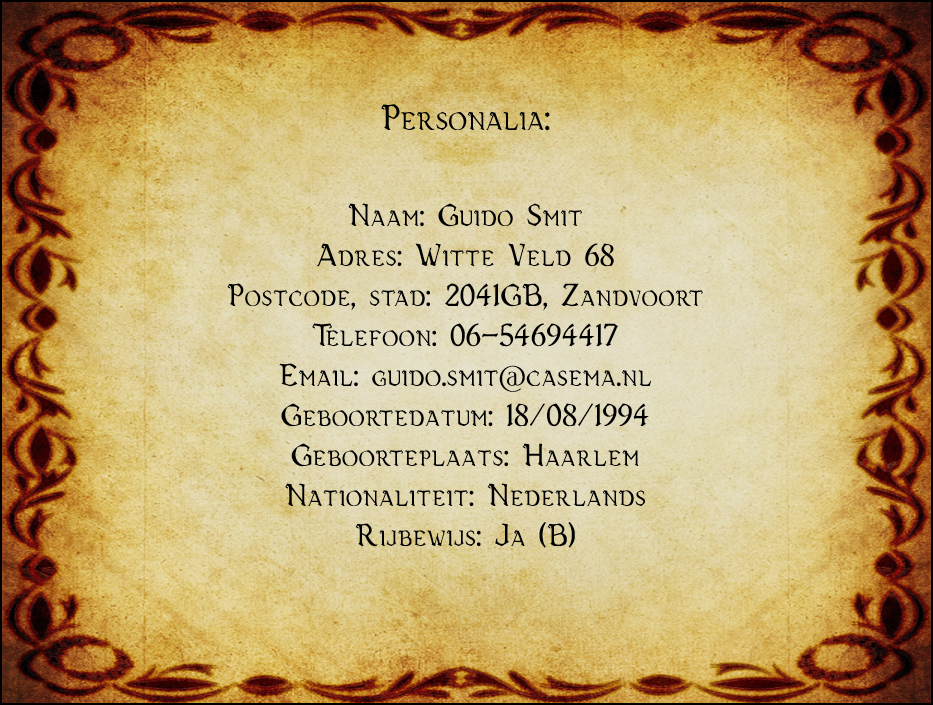 Personalia:
Naam: Guido Smit
Adres: Witte Veld 68
Postcode, stad: 2041GB, Zandvoort
Telefoon: 06-54694417
Email: guido.smit@casema.nl
Geboortedatum: 18/08/1994
Geboorteplaats: Haarlem
Nationaliteit: Nederlands
Rijbewijs: Ja (B)